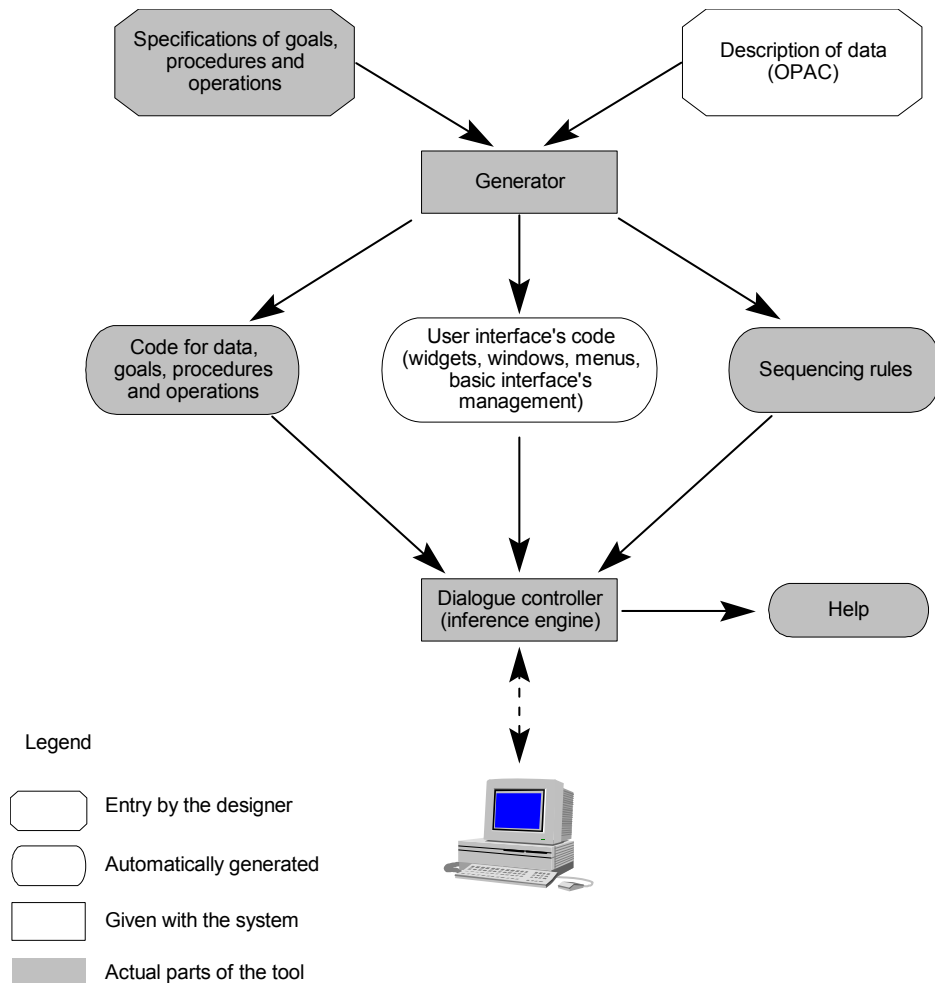 Specifications of goals,
procedures and
operations
Description of data
(OPAC)
Generator
Code for data,
goals, procedures
and operations
User interface's code
(widgets, windows, menus,
basic interface's
management)
Sequencing rules
Dialogue controller
(inference engine)
Help
Legend
Entry by the designer
Automatically generated
Given with the system
Actual parts of the tool